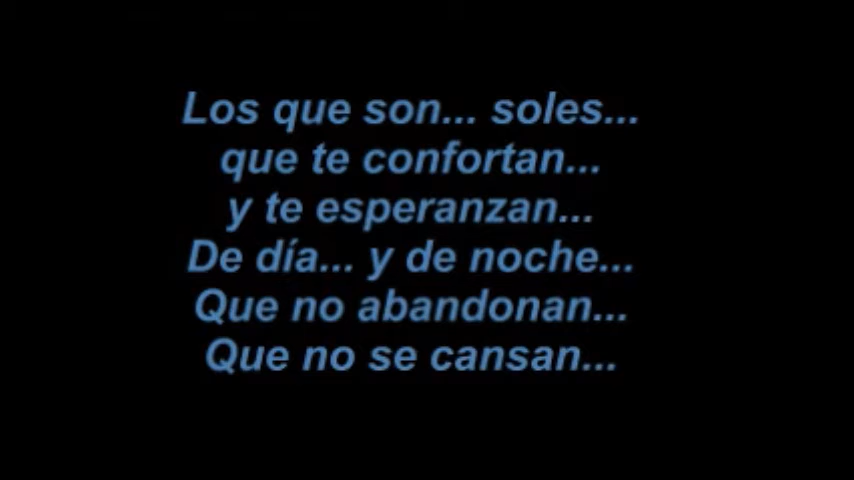 Los que son... soles...
que te confortan...
y te esperanzan...
De día... y de noche...
Que no abandonan...
Que no se cansan...